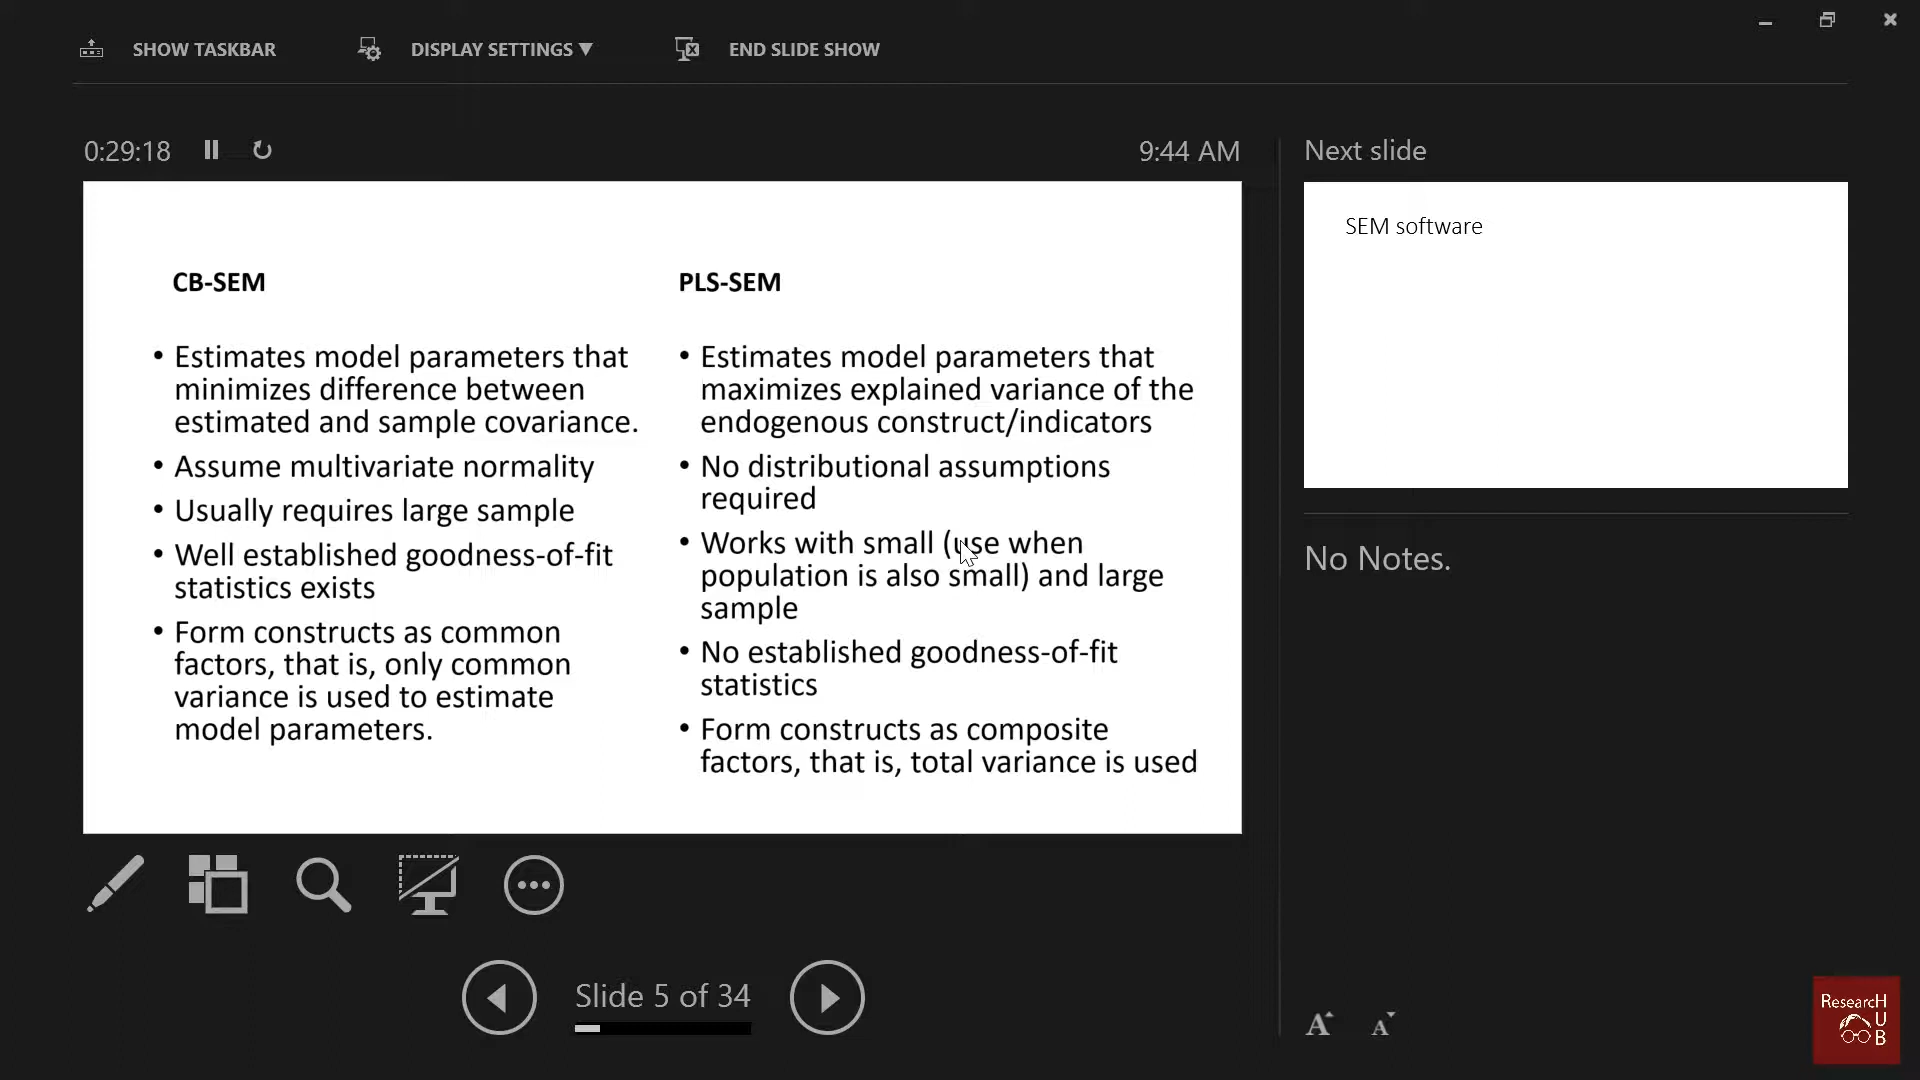 SHOW TASKBAR
DISPLAY SETTINGS ▼
END SLIDE SHOW
0:29:18
9:44 AM
CB-SEM
• Estimates model parameters that
minimizes difference between
estimated and sample covariance.
• Assume multivariate normality
• Usually requires large sample
• Well established goodness-of-fit
statistics exists
• Form constructs as common
factors, that is, only common
variance is used to estimate
model parameters.
PLS-SEM
• Estimates model parameters that
maximizes explained variance of the
endogenous construct/indicators
• No distributional assumptions
required
• Works with small (use when
population is also small) and large
sample
• No established goodness-of-fit
statistics
• Form constructs as composite
factors, that is, total variance is used
Slide 5 of 34
Next slide
SEM software
No Notes.
A A
ResearcH
U
B